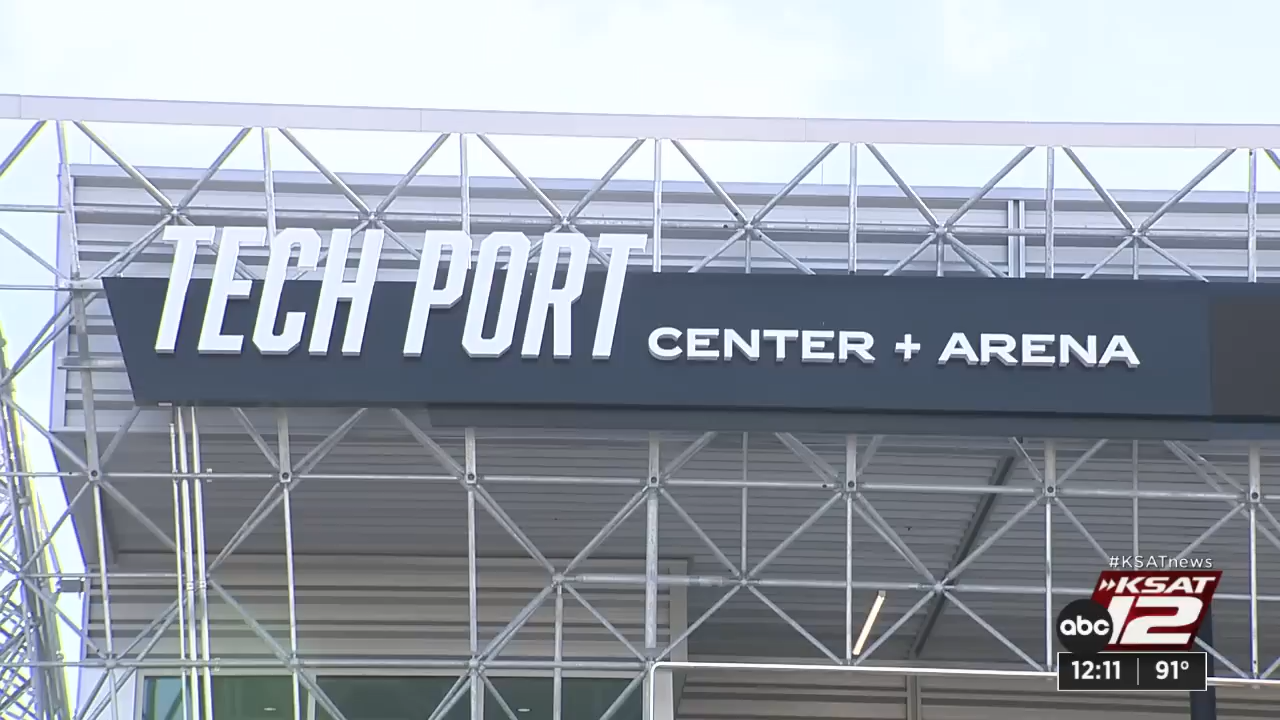 TECH PORT CENTER + ARENA
#KSATnews
KSAT
abc 12
12:11 91°